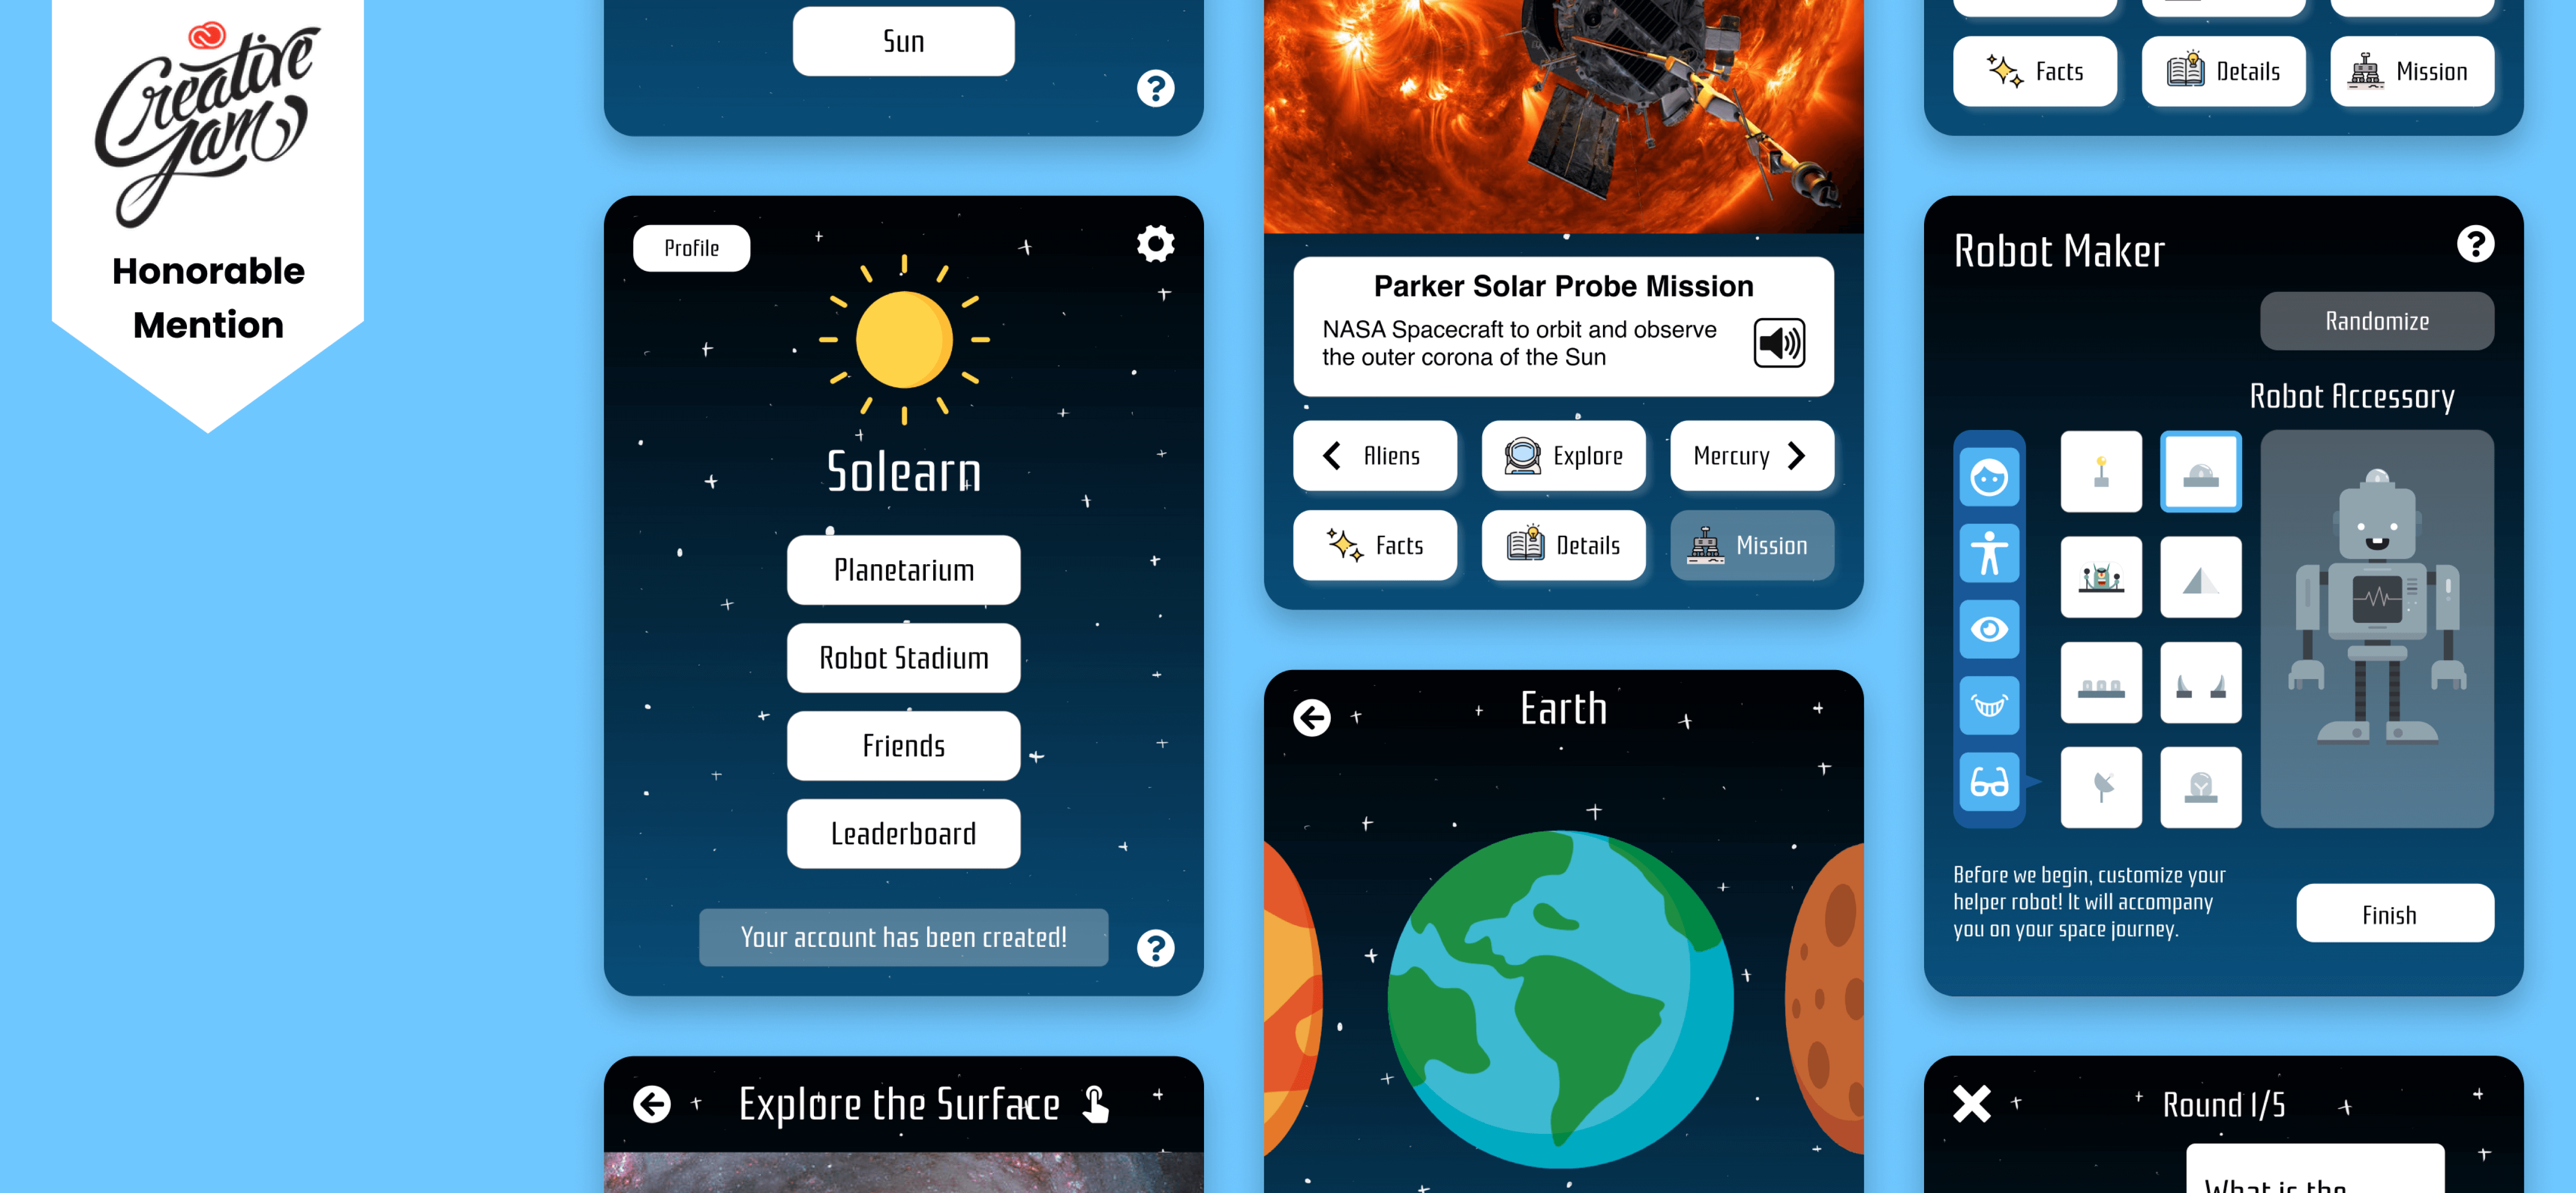 Creative
Jam
Honorable
Mention
Sun
Profile
Solearn
Planetarium
Robot Stadium
Friends
Leaderboard
Your account has been created!
Explore the Surface
Parker Solar Probe Mission
NASA Spacecraft to orbit and observe
the outer corona of the Sun
Aliens
Explore
Mercury
Facts
Details
Mission
Earth
Facts
Details
Mission
Robot Maker
Randomize
Robot Accessory
Before we begin, customize your
helper robot! It will accompany
you on your space journey.
Finish
Round 1/5
What is the